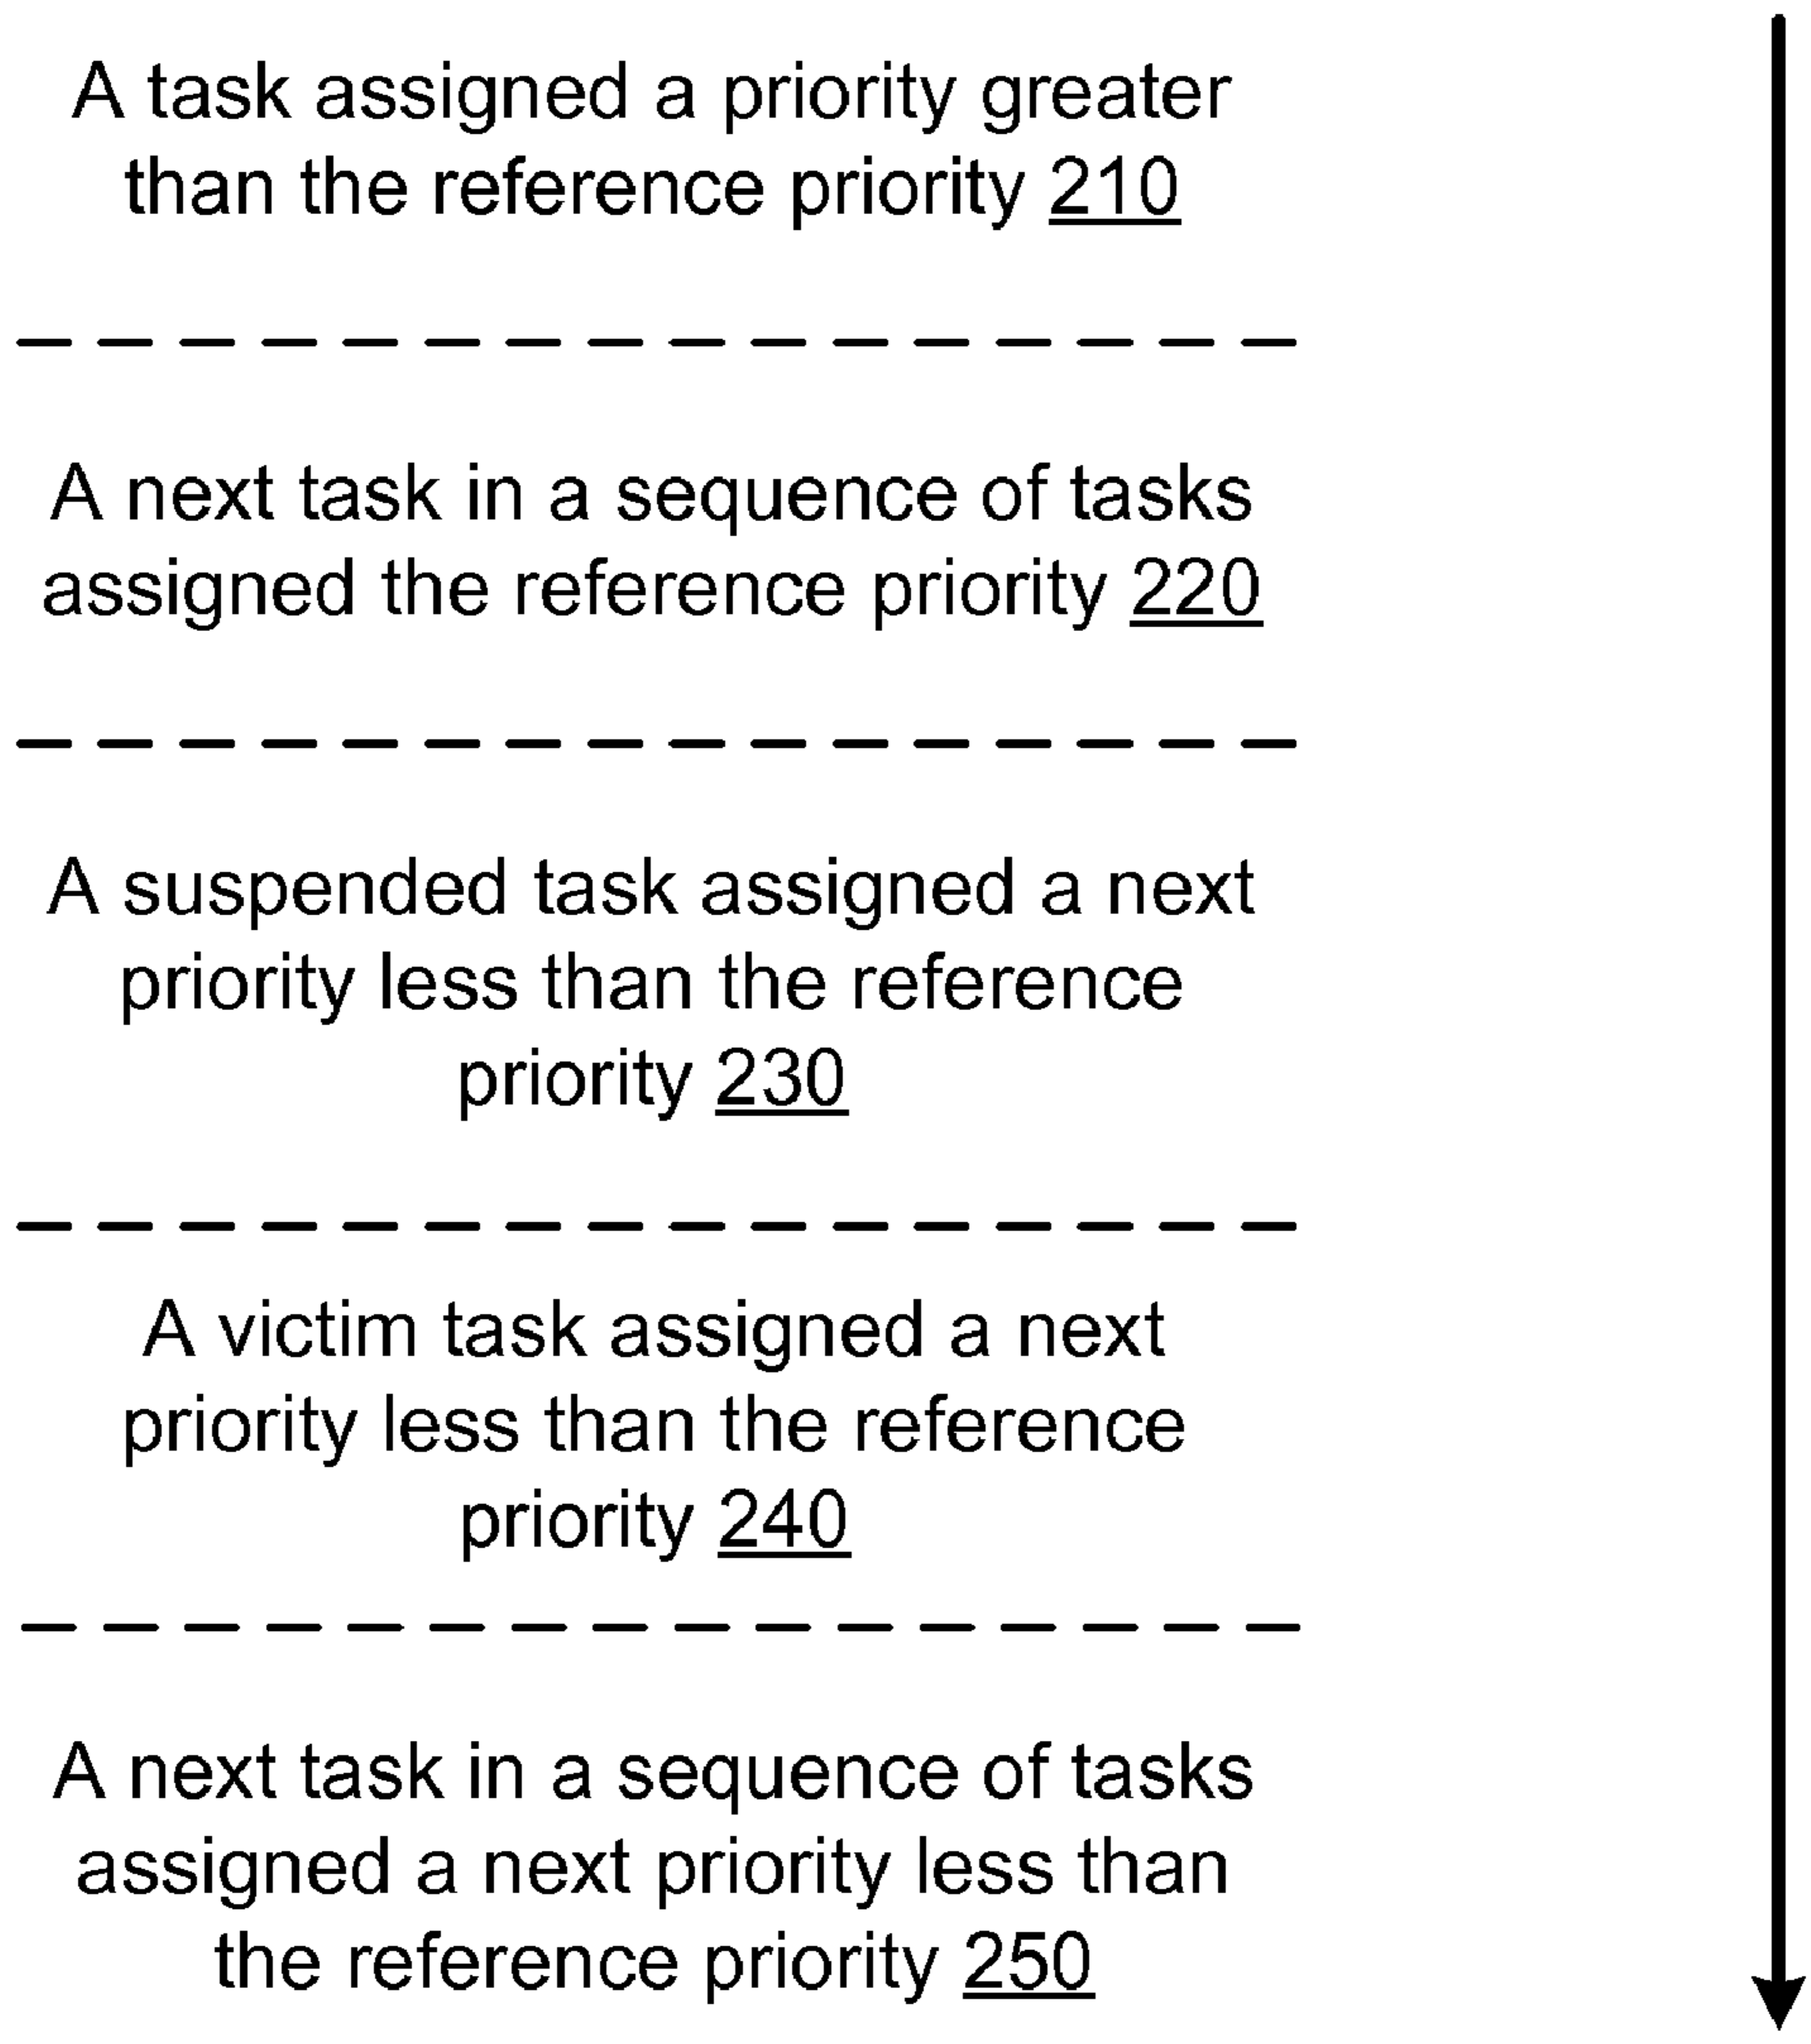 A task assigned a priority greater
than the reference priority 210
A next task in a sequence of tasks
assigned the reference priority 220
A suspended task assigned a next
priority less than the reference
priority 230
A victim task assigned a next
priority less than the reference
priority 240
A next task in a sequence of tasks
assigned a next priority less than
the reference priority 250